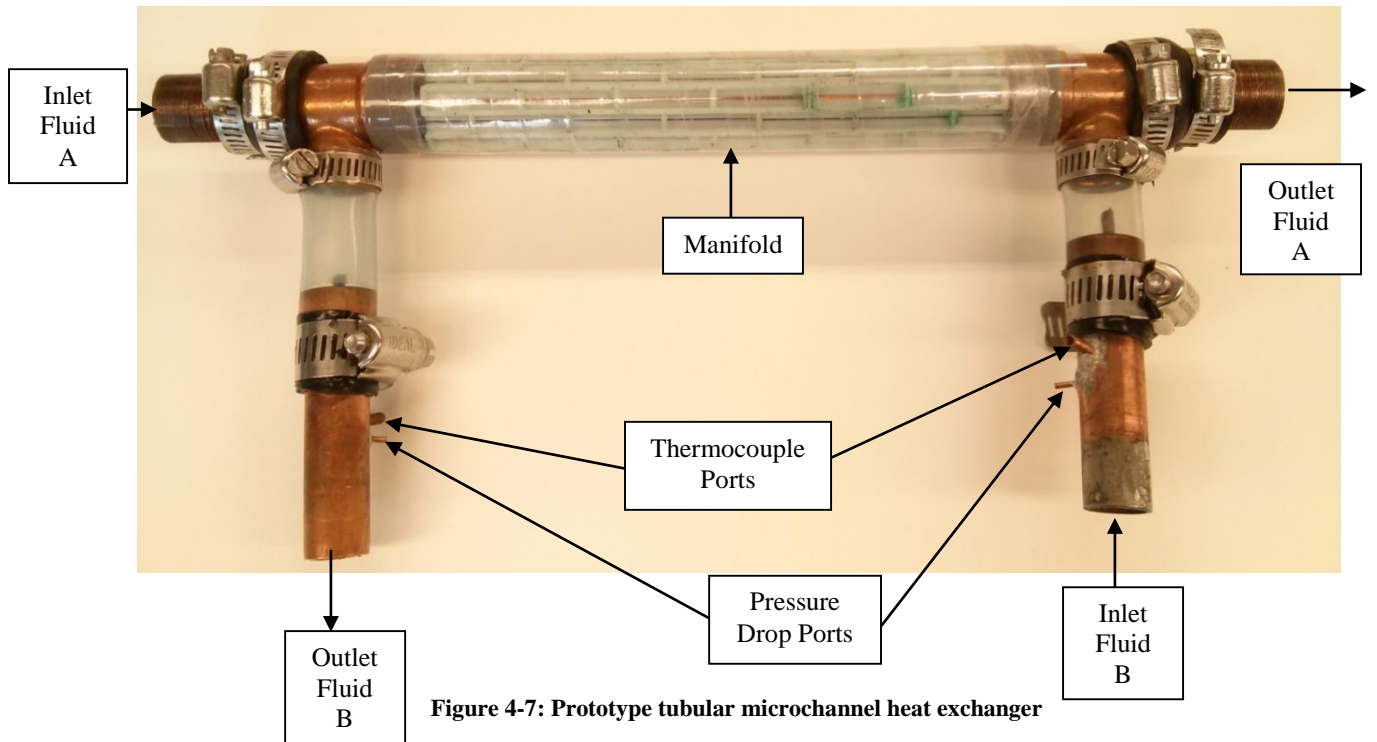 Inlet
Fluid
A
Manifold
Outlet
Fluid
A
Thermocouple
Ports
Pressure
Drop Ports
Outlet
Fluid
B
Inlet
Fluid
B
Figure 4-7: Prototype tubular microchannel heat exchanger